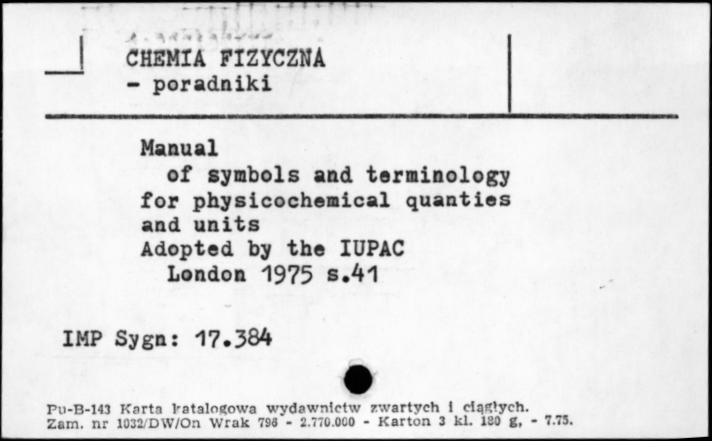 CHEMIA FIZYCZNA
- poradniki
Manual
of symbols and terminology
for physicochemical quanties
and units
Adopted by the IUPAC
London 1975 s.41
IMP Sygn: 17.384
Pu-B-143 Karta katalogowa wydawnictw zwartych i ciągłych.
Zam. nr 1032/DW/On Wrak 796 - 2.770.000 - Karton 3 kl. 180 g, - 7.75.